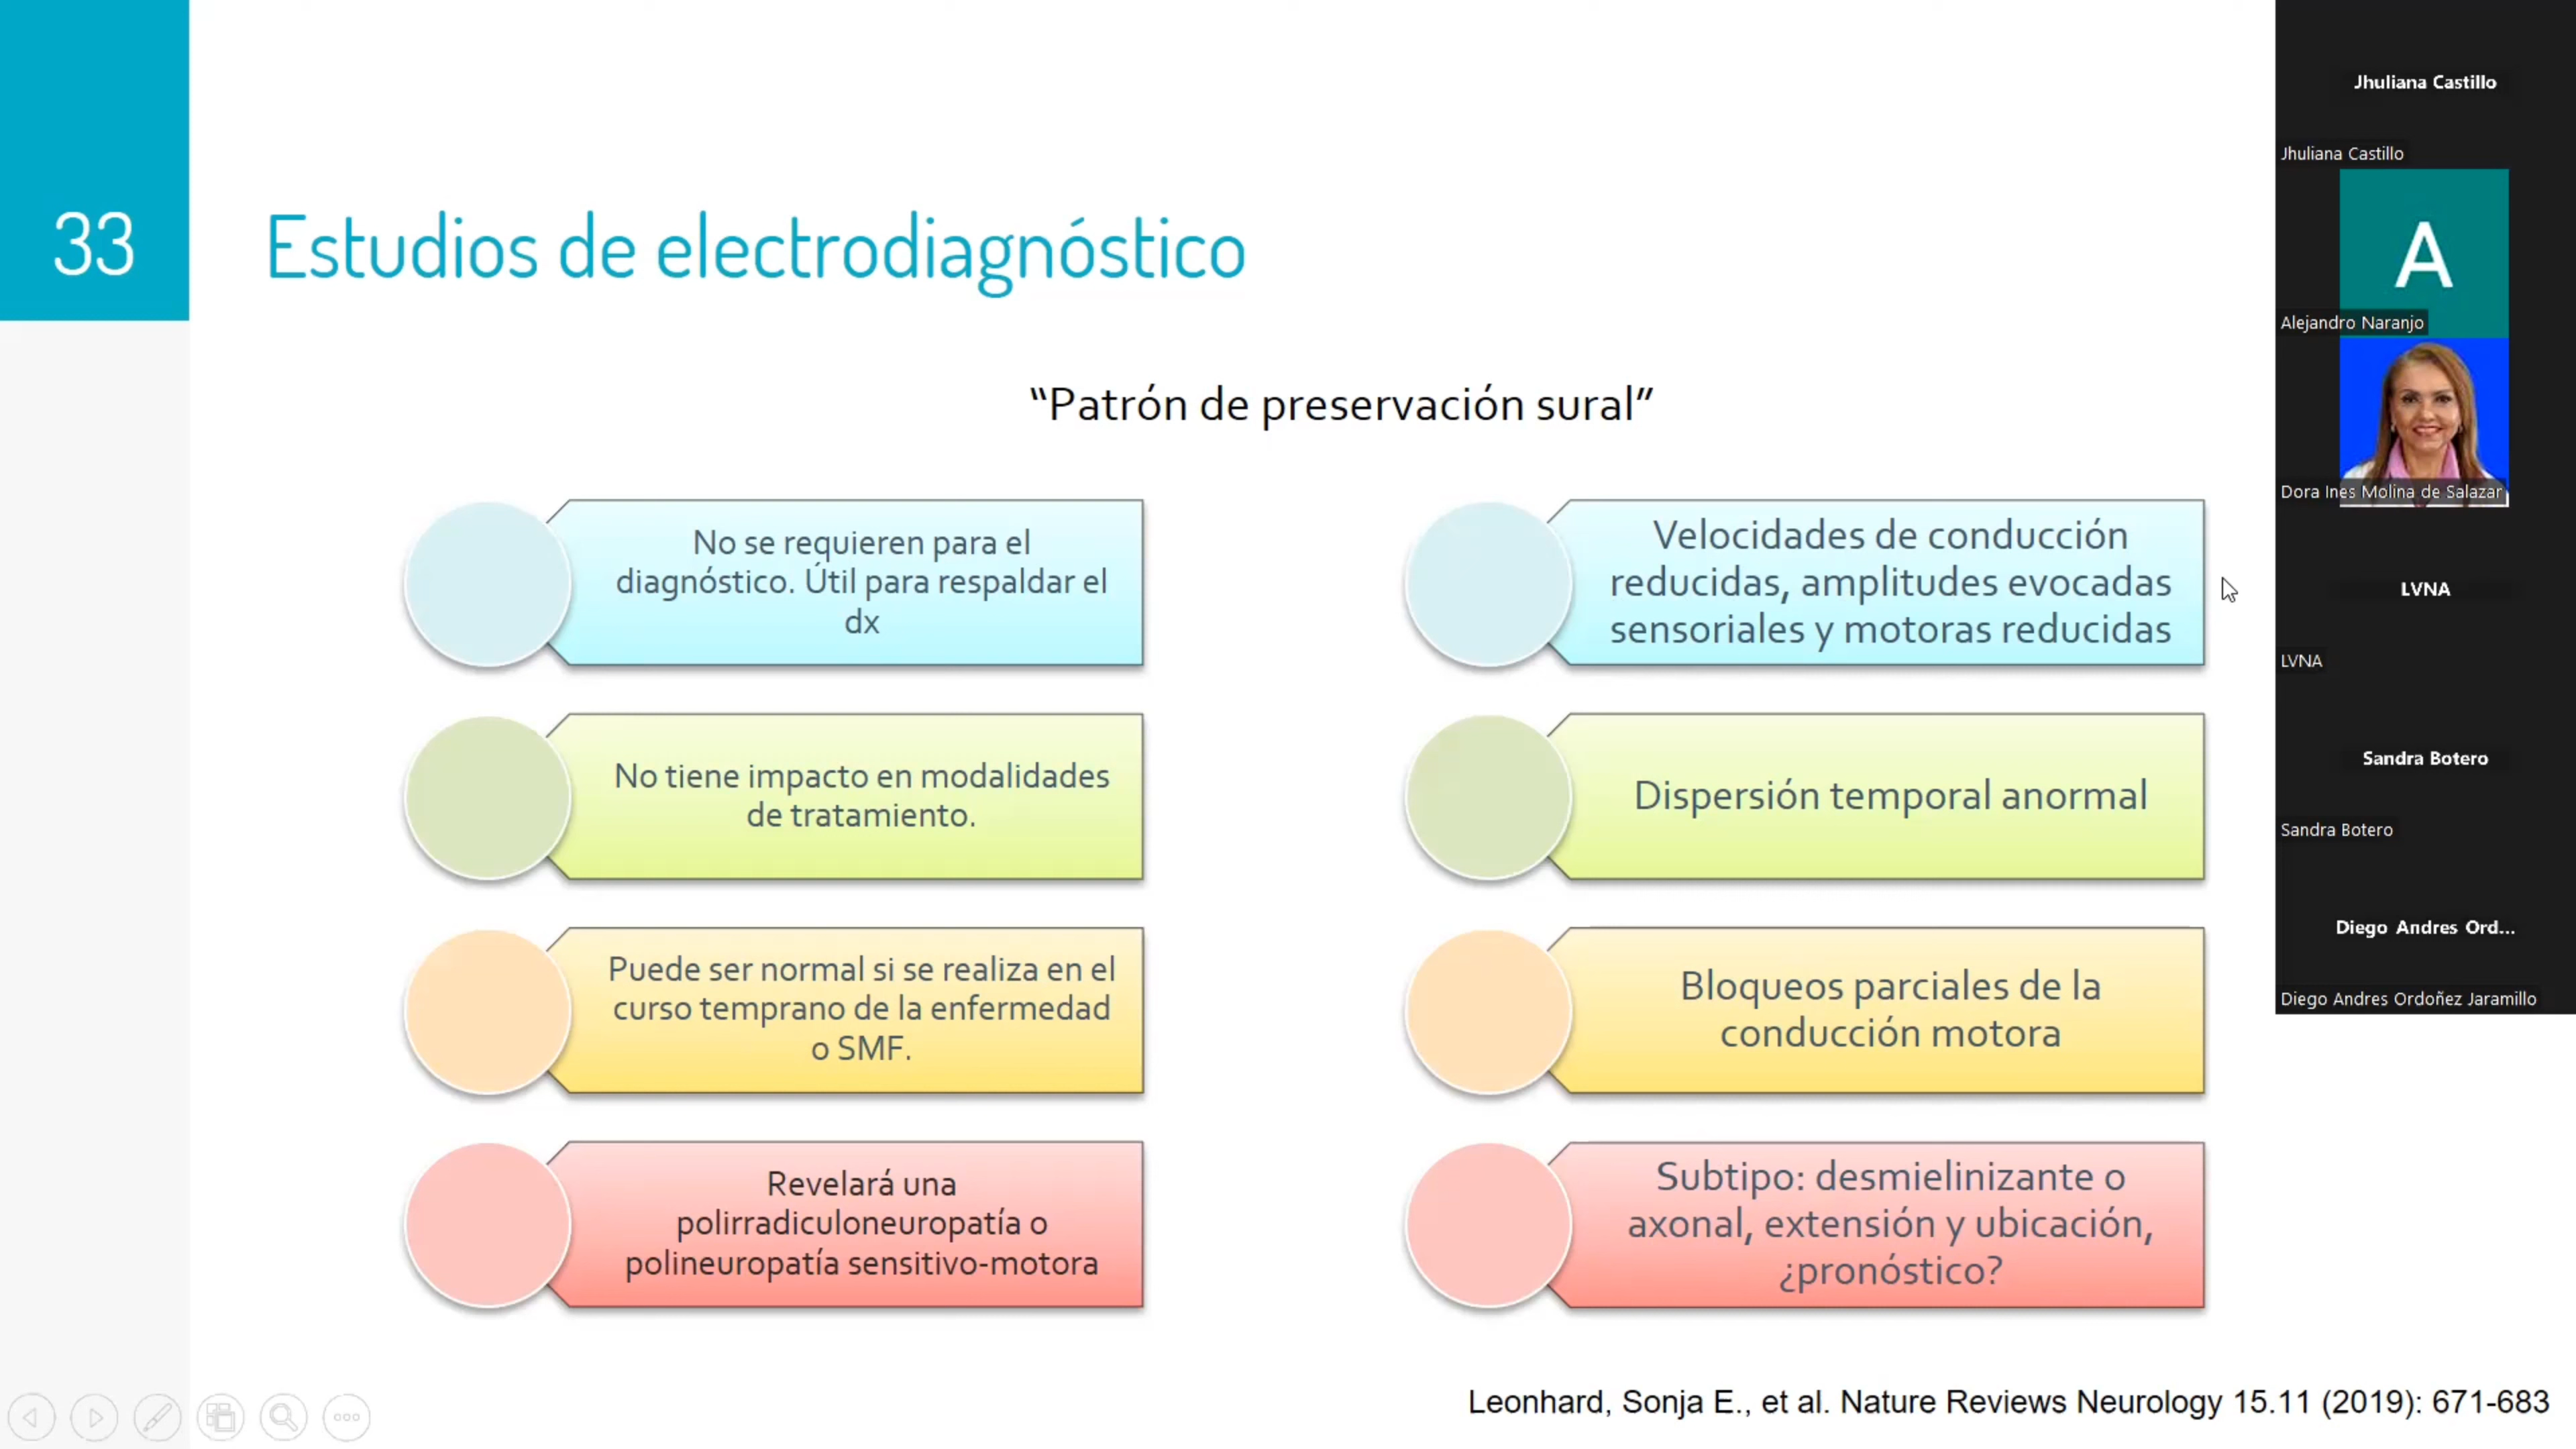 33
Estudios de electrodiagnóstico
“Patrón de preservación sural”
No se requieren para el
diagnóstico. Útil para respaldar el
dx
No tiene impacto en modalidades
de tratamiento.
Puede ser normal si se realiza en el
curso temprano de la enfermedad
o SMF.
Revelará una
polirradiculoneuropatía o
polineuropatía sensitivo-motora
Velocidades de conducción
reducidas, amplitudes evocadas
sensoriales y motoras reducidas
Dispersión temporal anormal
Bloqueos parciales de la
conducción motora
Subtipo: desmielinizante o
axonal, extensión y ubicación,
¿pronóstico?
Leonhard, Sonja E., et al. Nature Reviews Neurology 15.11 (2019): 671-683
Jhuliana Castillo
Jhuliana Castillo
A
Alejandro Naranjo
Dora Ines Molina de Salazar
LVNA
LVNA
Sandra Botero
Sandra Botero
Diego Andres Ord...
Diego Andres Ordoñez Jaramillo